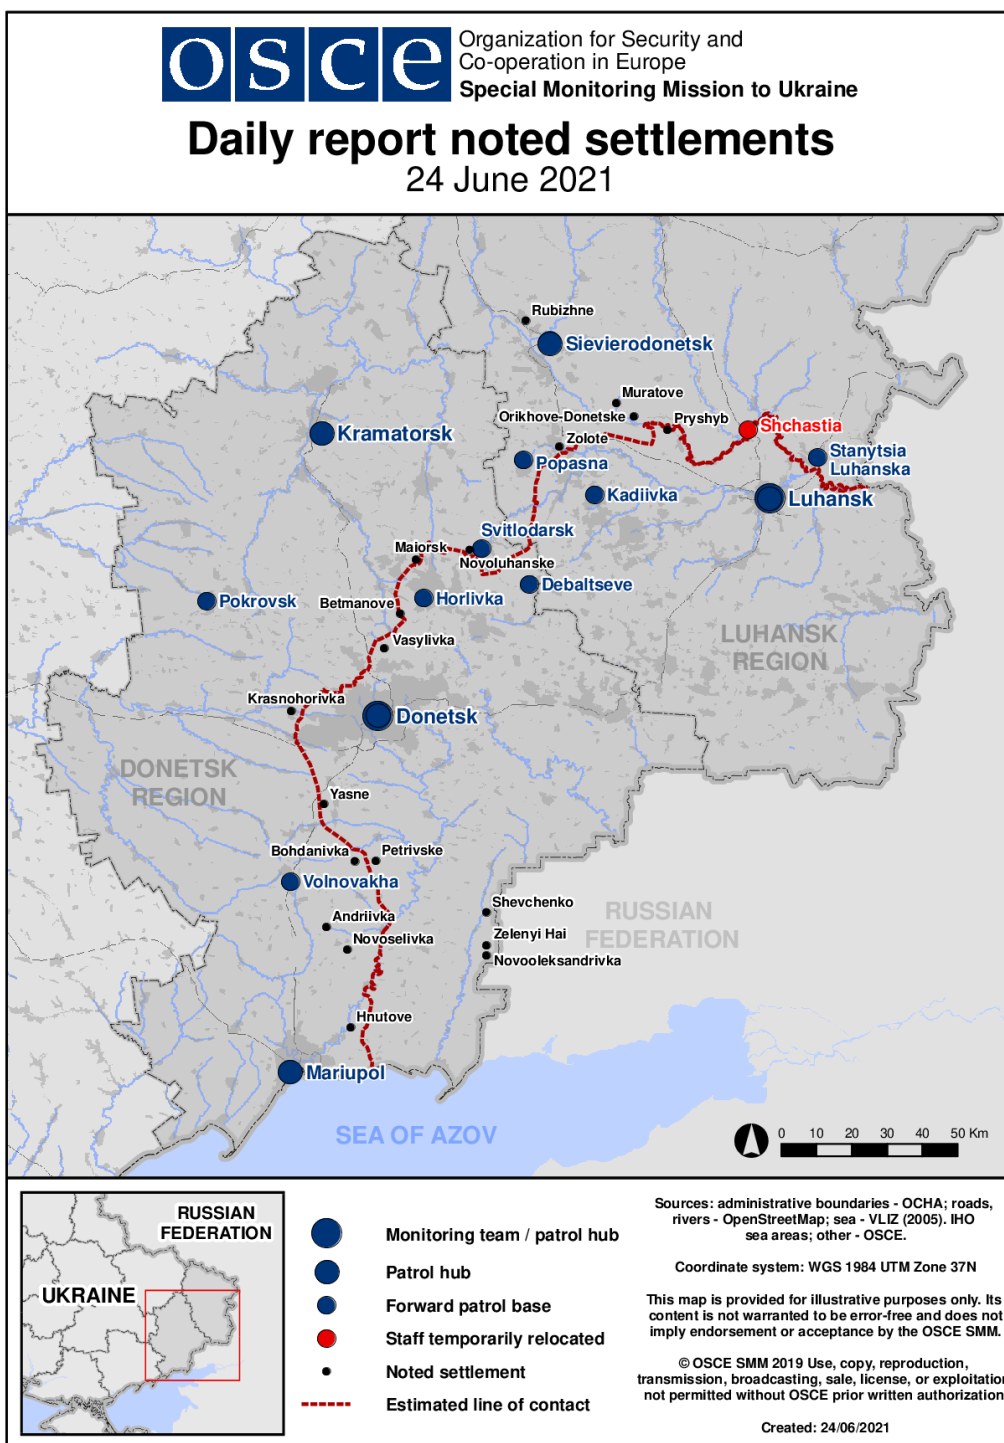 osce
Organization for Security and
Co-operation in Europe
Special Monitoring Mission to Ukraine
Daily report noted settlements
24 June 2021
Rubizhne
Sievierodonetsk
Muratove
Orikhove-Donetske
Pryshyb
Shchastia
Kramatorsk
Zolote
Stanytsia
Luhanska
Popasna
Kadiivka
Luhansk
Svitlodarsk
Maiorsk
Novoluhanske
Debaltseve
Pokrovsk
Horlivka
Betmanove
LUHANSK
REGION
Vasylivka
Krasnohorivka
Donetsk
DONETSK
REGION
Yasne
Bohdanivka
Petrivske
Volnovakha
Shevchenko
RUSSIAN
FEDERATION
Andriivka
Zelenyi Hai
Novoselivka
Novooleksandrivka
Hnutove
Mariupol
SEA OF AZOV
0 10 20 30 40 50 Km
RUSSIAN
FEDERATION
UKRAINE
Monitoring team / patrol hub
Patrol hub
Forward patrol base
Staff temporarily relocated
Noted settlement
Estimated line of contact
Sources: administrative boundaries - OCHA; roads,
rivers - OpenStreetMap; sea - VLIZ (2005). IHO
sea areas; other - OSCE.
Coordinate system: WGS 1984 UTM Zone 37N
This map is provided for illustrative purposes only. Its
content is not warranted to be error-free and does not
imply endorsement or acceptance by the OSCE SMM.
© OSCE SMM 2019 Use, copy, reproduction,
transmission, broadcasting, sale, license, or exploitation
not permitted without OSCE prior written authorization
Created: 24/06/2021